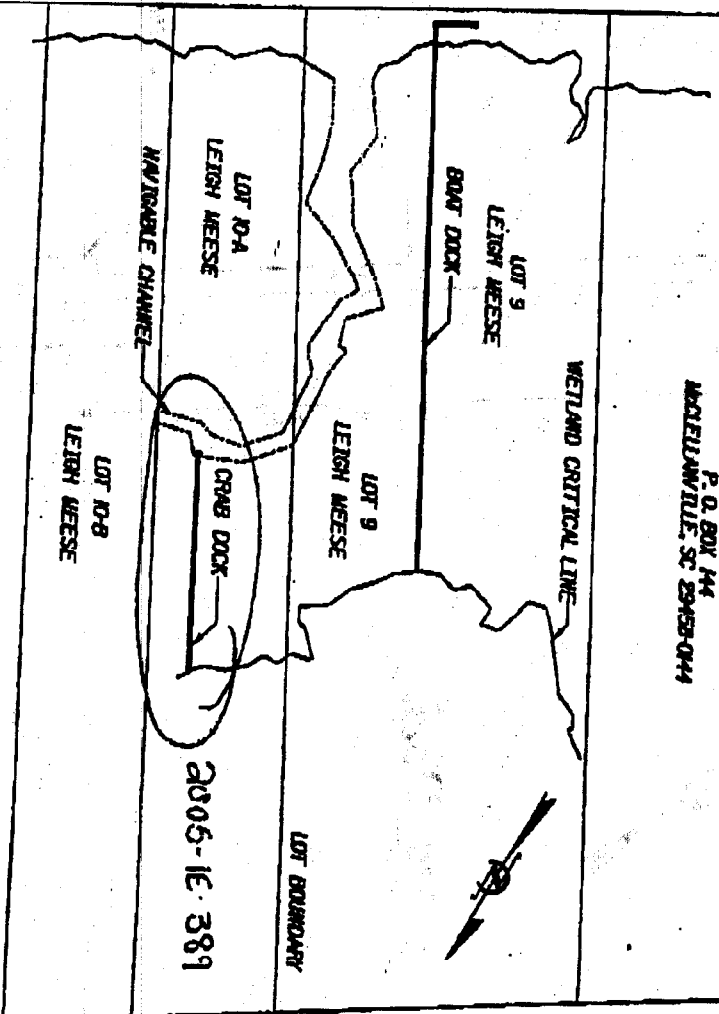 P. O. BOX 144
McCLELLANVILLE, SC 29458-0144
WETLAND CRITICAL LINE
LOT 9
LEIGH WEESE
BOAT DOCK
LOT 9
LEIGH WEESE
LOT BOUNDARY
LOT 10-A
LEIGH WEESE
CRAB DOCK
2005-1E-389
NAVIGABLE CHANNEL
LOT 10-B
LEIGH WEESE
N